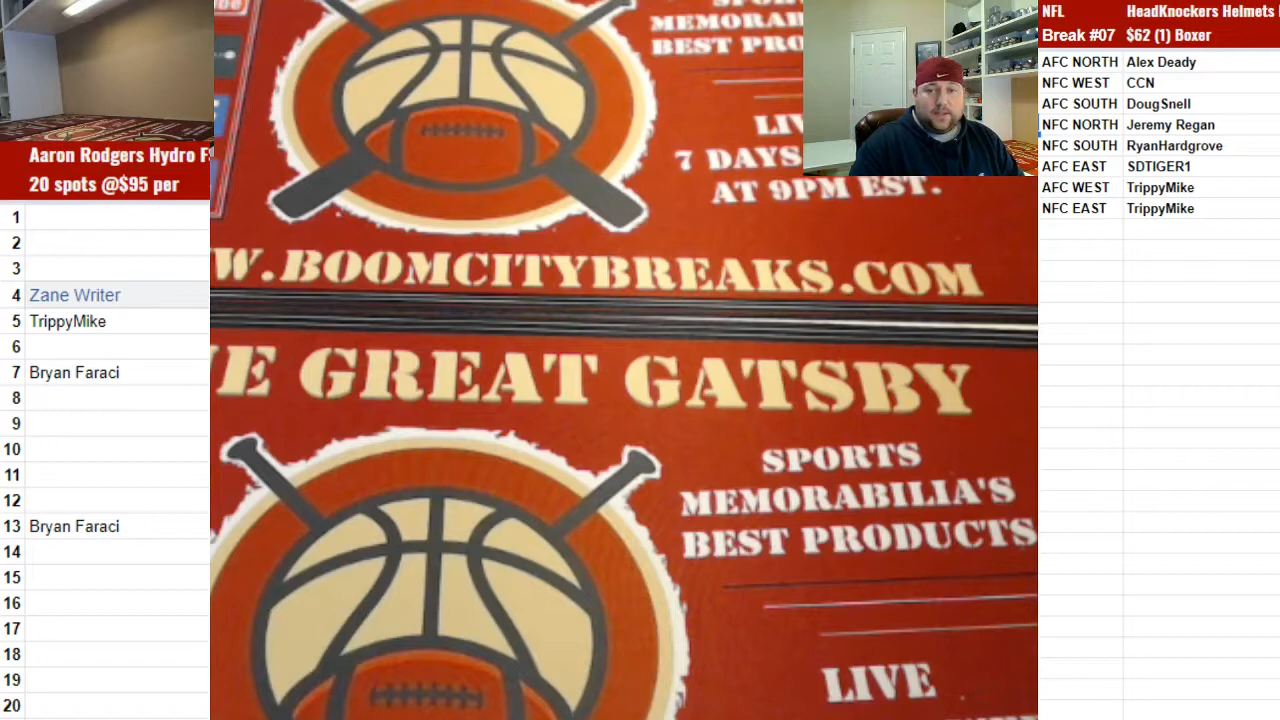 Aaron Rodgers Hydro F
20 spots @$95 per
1
2
3
4 Zane Writer
5 TrippyMike
6
7 Bryan Faraci
8
9
10
11
12
13 Bryan Faraci
14
15
16
17
18
19
20
BEST
LIV
7 DAYS
AT 9PM EST.
W.BOOMCITYBREAKS.COM
GREAT GATSBY
SPORTS
MEMORABILIA'S
BEST PRODUCTS
LIVE
NFL HeadKnockers Helmets
Break #07 $62 (1) Boxer
AFC NORTH Alex Deady
NFC WEST CCN
AFC SOUTH Doug Snell
NFC NORTH Jeremy Regan
NFC SOUTH RyanHardgrove
AFC EAST SDTIGER1
AFC WEST TrippyMike
NFC EAST TrippyMike